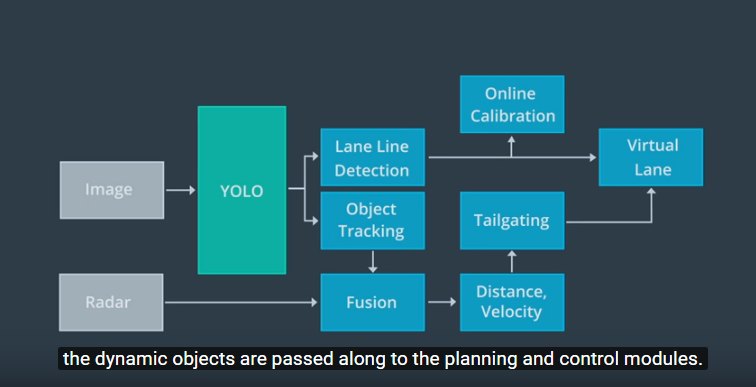 Online
Calibration
Lane Line
Detection
Virtual
Lane
Image
YOLO
Object
Tracking
Tailgating
Radar
Fusion
Distance,
Velocity
the dynamic objects are passed along to the planning and control modules.